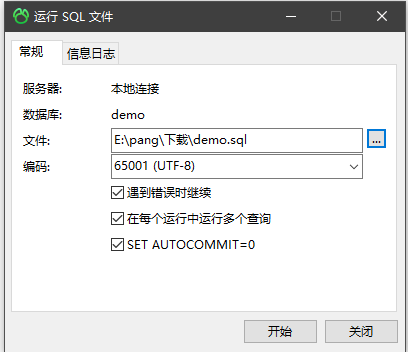 运行 SQL 文件
常规 信息日志
服务器: 本地连接
数据库: demo
文件: E:\pang\下载\demo.sql ...
编码: 65001 (UTF-8)
遇到错误时继续
在每个运行中运行多个查询
SET AUTOCOMMIT=0
开始 关闭